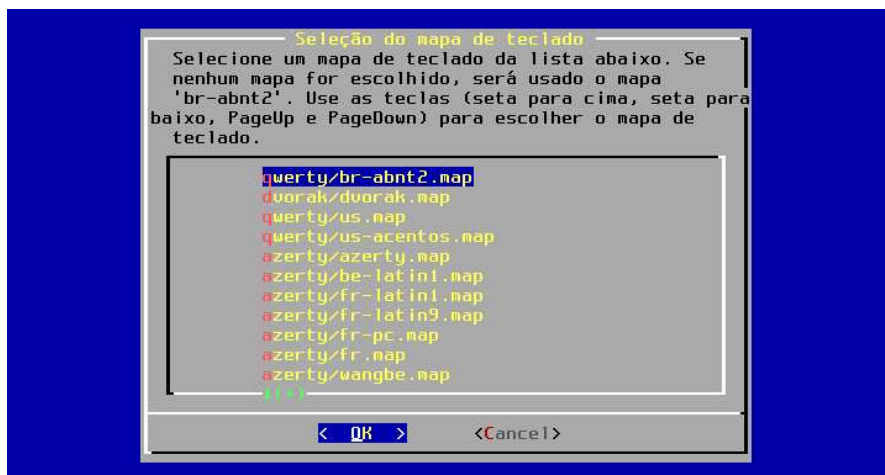 Seleção do mapa de teclado
Selecione um mapa de teclado da lista abaixo. Se
nenhum mapa for escolhido, será usado o mapa
'br-abnt2'. Use as teclas (seta para cima, seta para
baixo, PageUp e PageDown) para escolher o mapa de
teclado.
qwerty/br-abnt2.map
dvorak/dvorak.map
qwerty/us.map
qwerty/us-acentos.map
azerty/azerty.map
azerty/be-latin1.map
azerty/fr-latin1.map
azerty/fr-latin9.map
azerty/fr-pc.map
azerty/fr.map
azerty/wangbe.map
↓(+)
< OK > <Cancel>